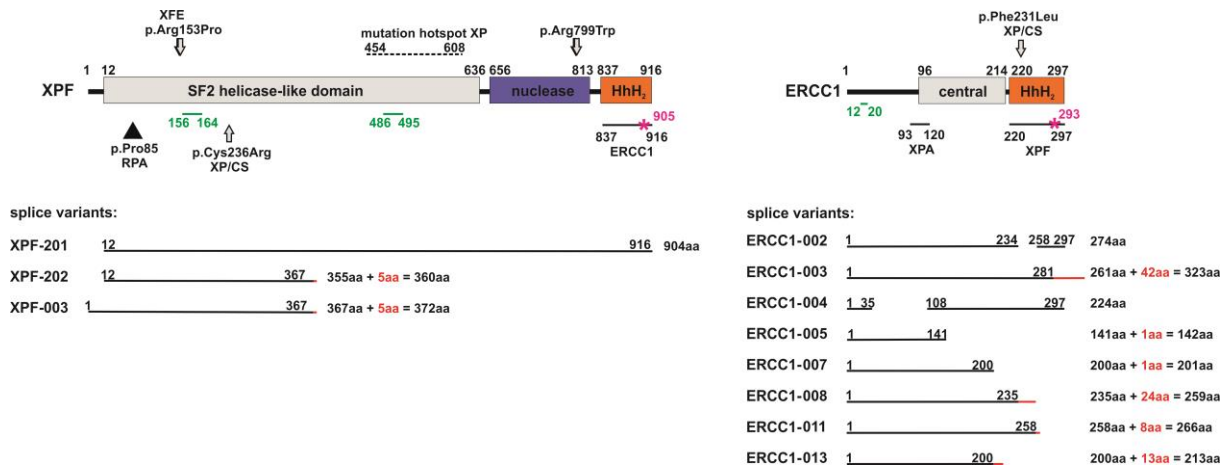 XFE
p.Arg153Pro
mutation hotspot XP
454 608
p.Arg799Trp
1 12 636 656 813 837 916
XPF SF2 helicase-like domain nuclease HhH₂
156 164 486 495 905
837 916
ERCC1
p.Pro85
RPA
p.Cys236Arg
XP/CS
p.Phe231Leu
XP/CS
1 96 214 220 297
ERCC1 central HhH₂
12 20 293
93 120 220 297
XPA XPF
splice variants:
XPF-201 12 916 904aa
XPF-202 12 367 355aa + 5aa = 360aa
XPF-003 1 367 367aa + 5aa = 372aa
splice variants:
ERCC1-002 1 234 258 297 274aa
ERCC1-003 1 281 261aa + 42aa = 323aa
ERCC1-004 1 35 108 297 224aa
ERCC1-005 1 141 141aa + 1aa = 142aa
ERCC1-007 1 200 200aa + 1aa = 201aa
ERCC1-008 1 235 235aa + 24aa = 259aa
ERCC1-011 1 258 258aa + 8aa = 266aa
ERCC1-013 1 200 200aa + 13aa = 213aa